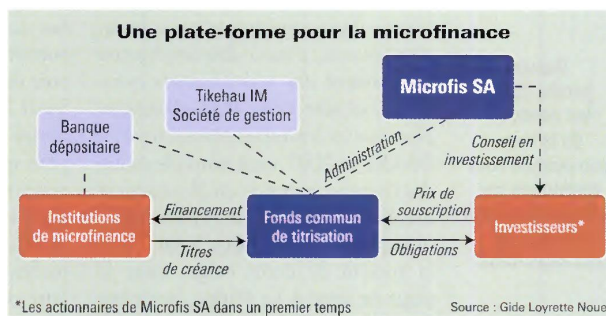 Une plate-forme pour la microfinance
Tikehau IM
Société de gestion
Microfis SA
Banque
dépositaire
Administration
Conseil en
investissement
Institutions
de microfinance
Financement
Titres
de créance
Fonds commun
de titrisation
Prix de
souscription
Obligations
Investisseurs*
*Les actionnaires de Microfis SA dans un premier temps
Source : Gide Loyrette Noue